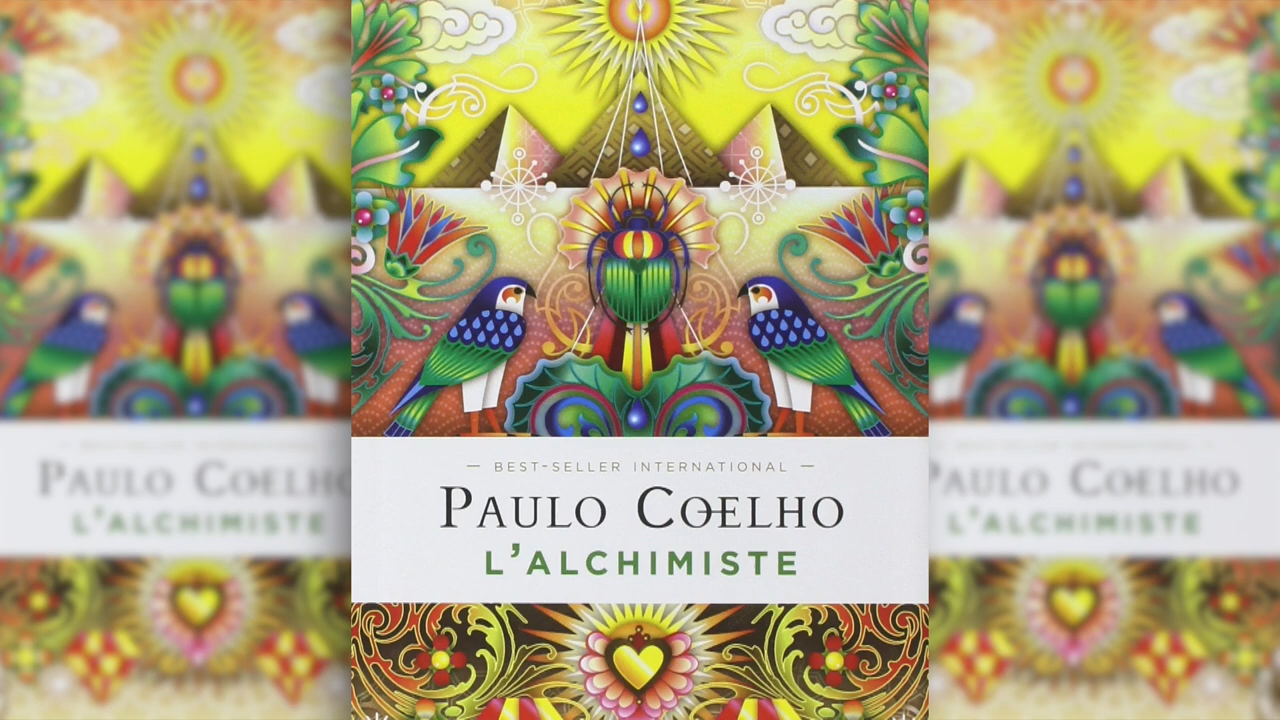 — BEST-SELLER INTERNATIONAL —
PAULO COELHO
L'ALCHIMISTE